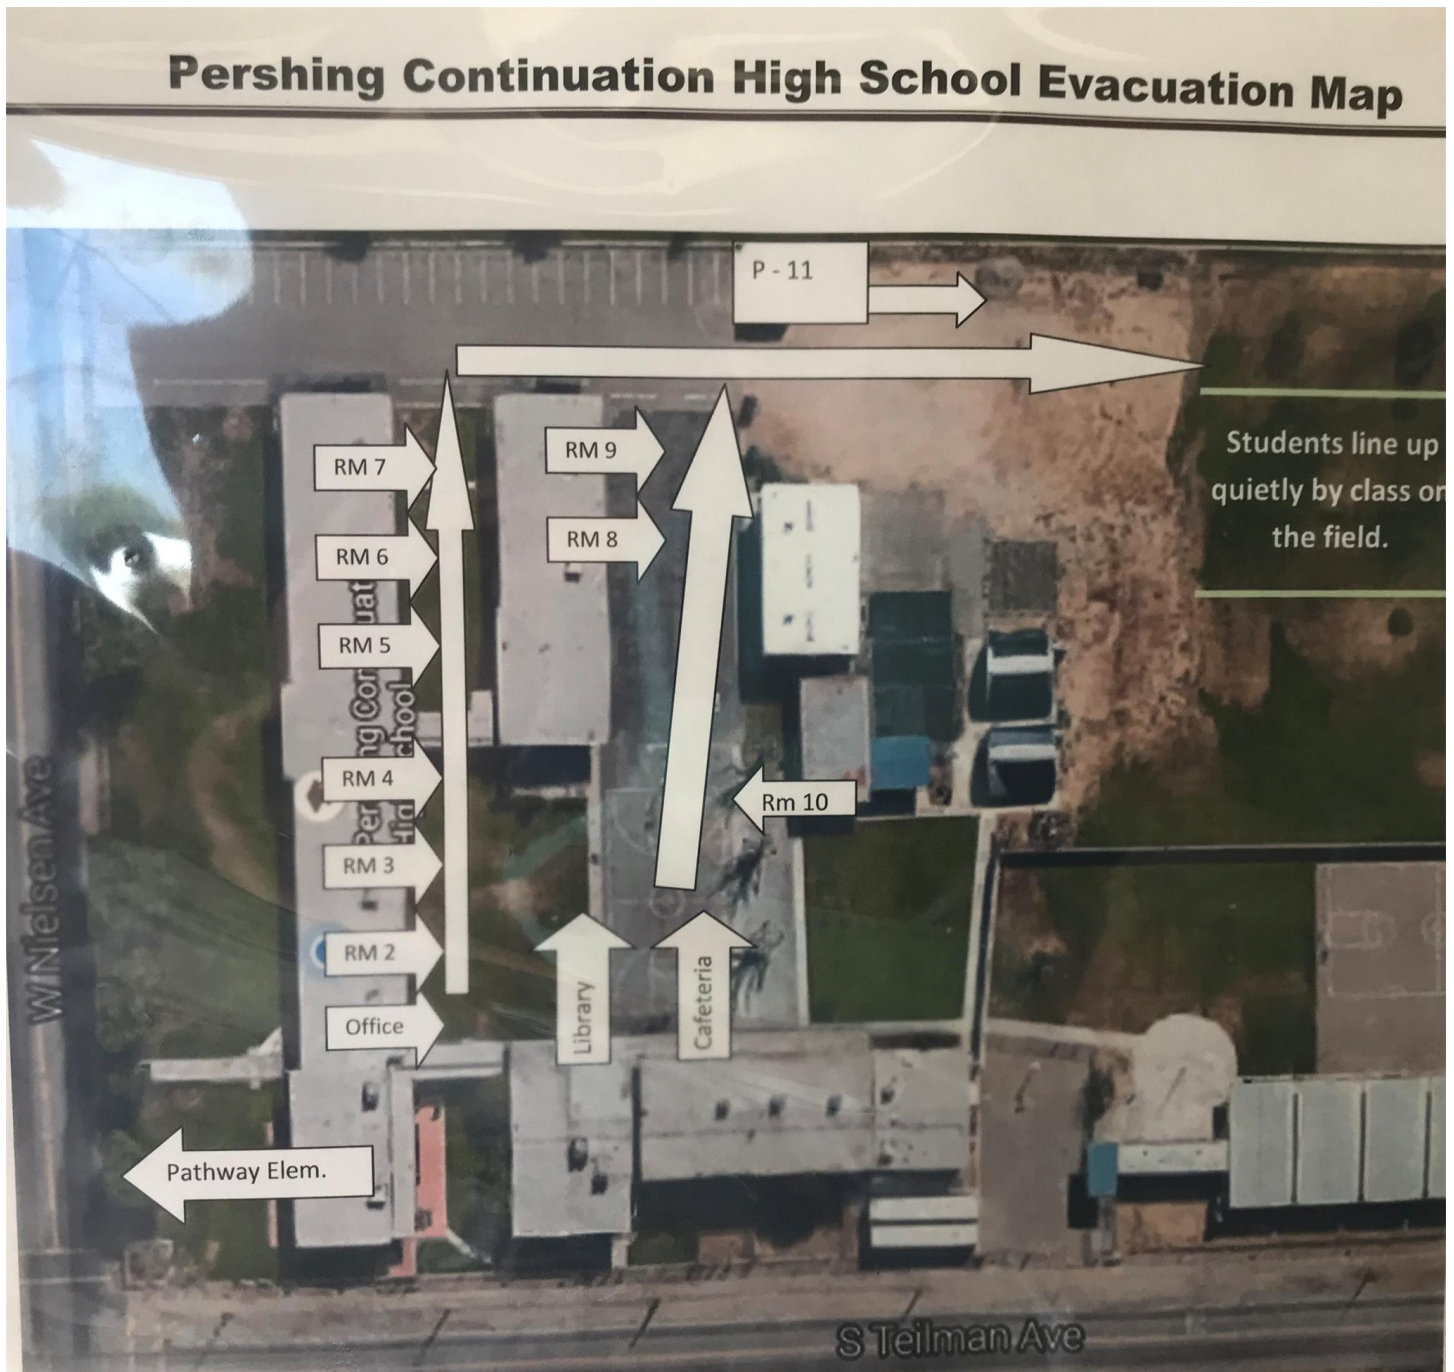 Pershing Continuation High School Evacuation Map
P - 11
RM 7
RM 9
Students line up
quietly by class on
the field.
RM 8
RM 6
RM 5
RM 4
Rm 10
RM 3
RM 2
Office
Library
Cafeteria
Pathway Elem.
W Nielsen Ave
S Teilman Ave